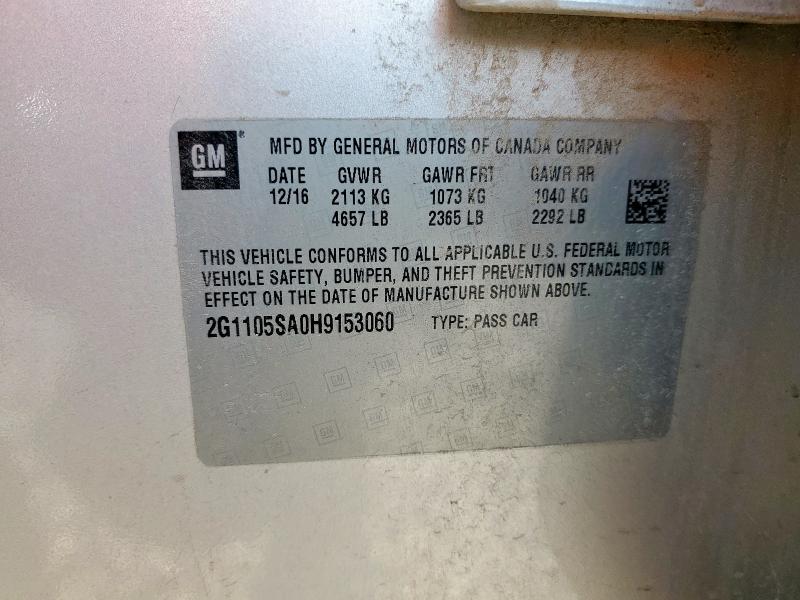 GM ® MFD BY GENERAL MOTORS OF CANADA COMPANY
DATE GVWR GAWR FRT GAWR RR
12/16 2113 KG 1073 KG 1040 KG
4657 LB 2365 LB 2292 LB
THIS VEHICLE CONFORMS TO ALL APPLICABLE U.S. FEDERAL MOTOR
VEHICLE SAFETY, BUMPER, AND THEFT PREVENTION STANDARDS IN
EFFECT ON THE DATE OF MANUFACTURE SHOWN ABOVE.
2G1105SA0H9153060 TYPE: PASS CAR